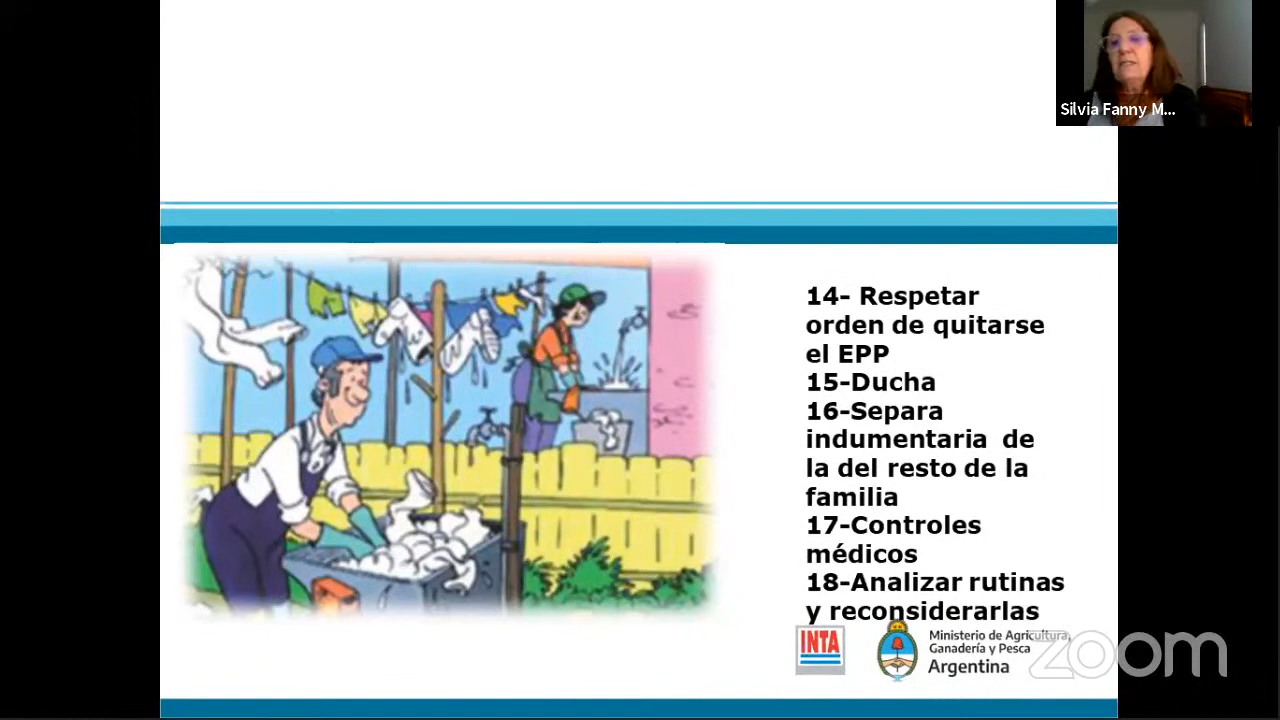 Silvia Fanny M...
14- Respetar
orden de quitarse
el EPP
15-Ducha
16-Separa
indumentaria de
la del resto de la
familia
17-Controles
médicos
18-Analizar rutinas
y reconsiderarlas
INTA
Ministerio de Agricultura,
Ganadería y Pesca
Argentina
zoom